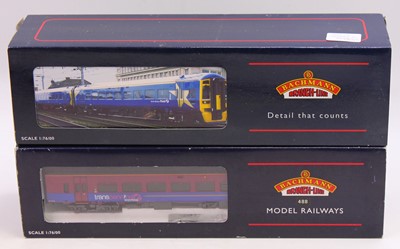 BACHMANN
BRANCH-LINE
Detail that counts
SCALE 1:76/00
BACHMANN
BRANCH-LINE
488
MODEL RAILWAYS
SCALE 1:76/00